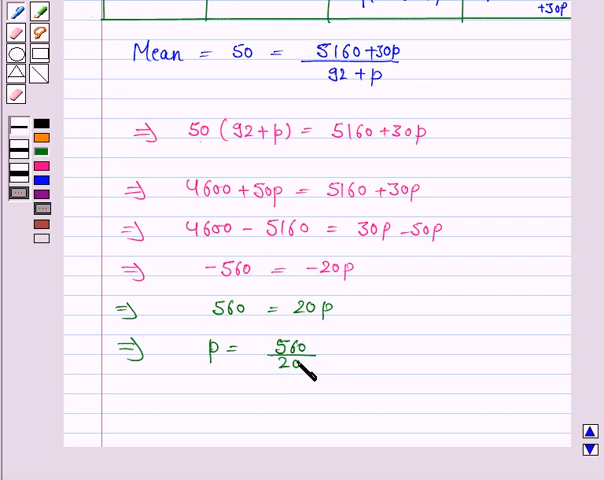 +30p
Mean = 50 = 5160+30p / 92+p
⇒ 50 (92+p) = 5160+30p
⇒ 4600+50p = 5160+30p
⇒ 4600 - 5160 = 30p -50p
⇒ -560 = -20p
⇒ 560 = 20p
⇒ p = 560 / 20